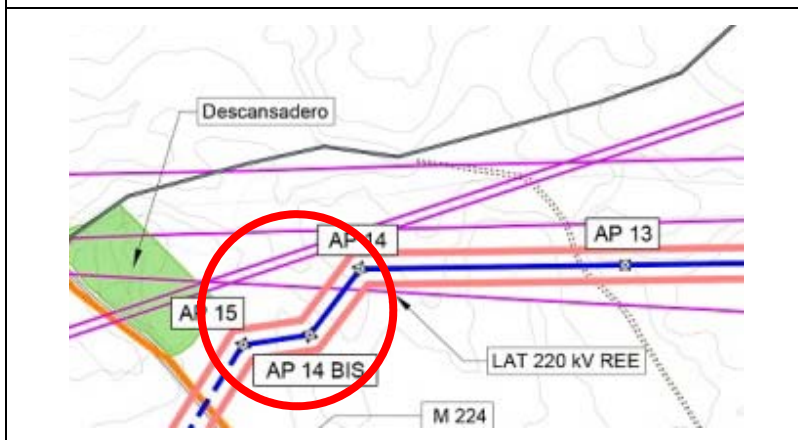 Descansadero
AP 14
AP 13
AP 15
AP 14 BIS
LAT 220 kV REE
M 224